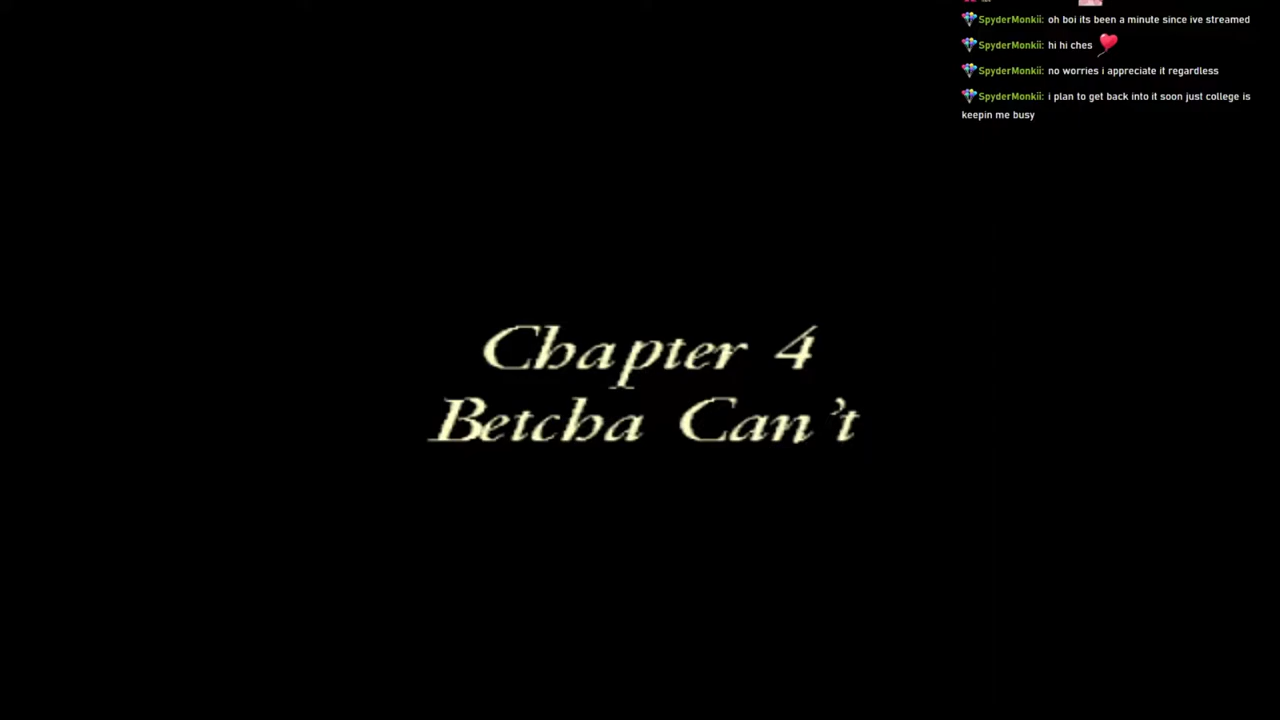 SpyderMonkii: oh boi its been a minute since ive streamed
SpyderMonkii: hi hi ches
SpyderMonkii: no worries i appreciate it regardless
SpyderMonkii: i plan to get back into it soon just college is
keepin me busy
Chapter 4
Betcha Can't